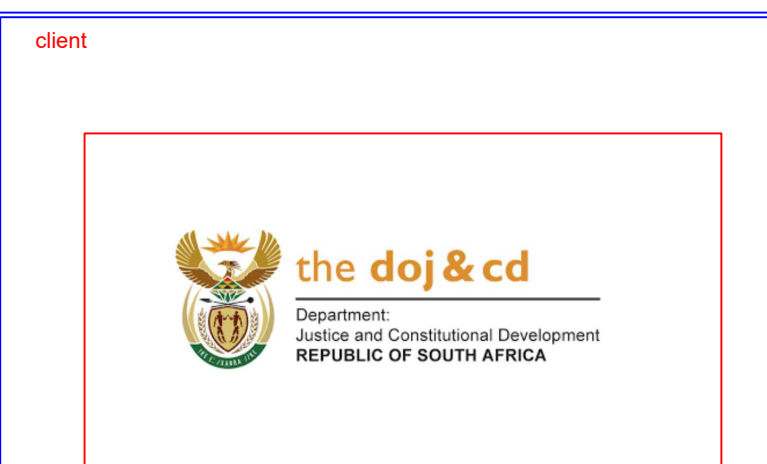 client
the doj & cd
Department:
Justice and Constitutional Development
REPUBLIC OF SOUTH AFRICA